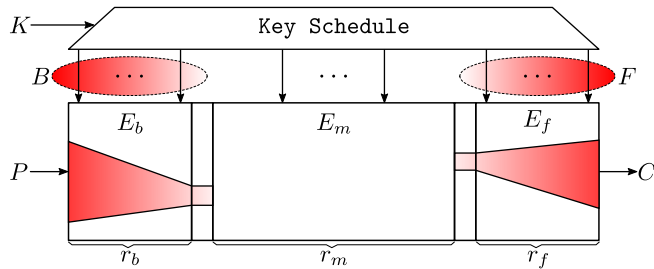 K Key Schedule
B ... ... ... F
E_b E_m E_f
P C
r_b r_m r_f